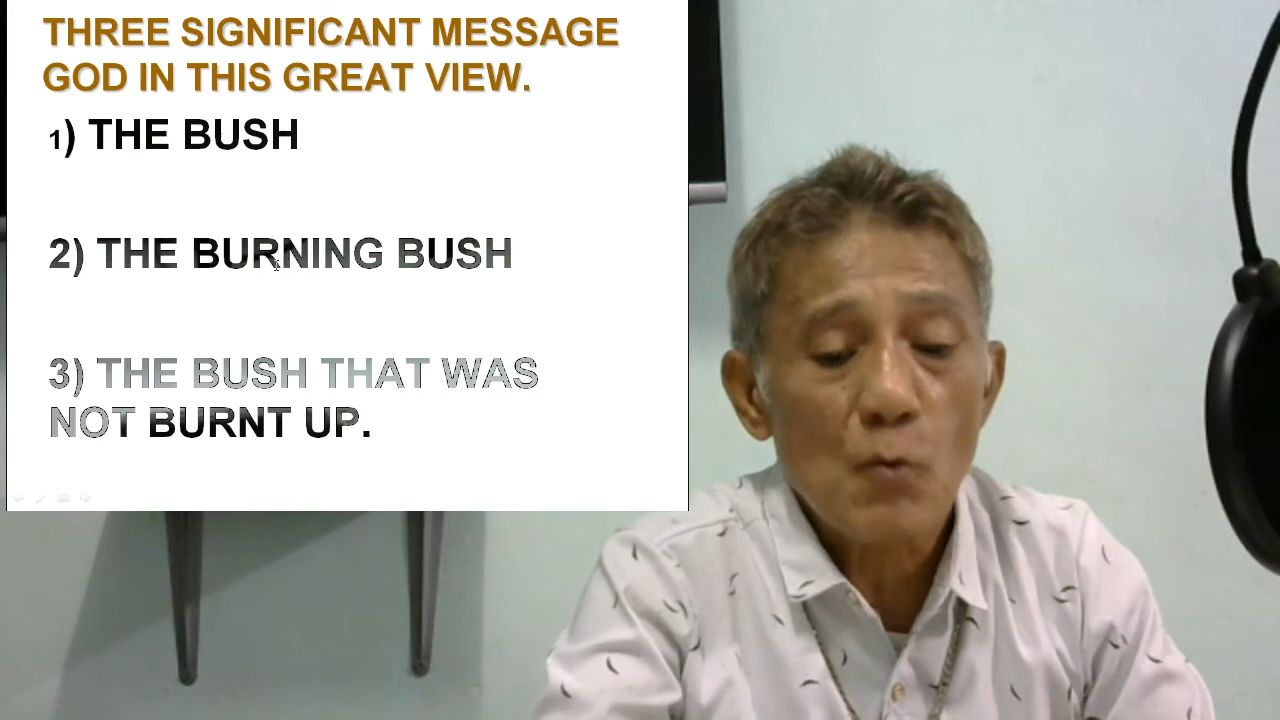 THREE SIGNIFICANT MESSAGE
GOD IN THIS GREAT VIEW.
1) THE BUSH
2) THE BURNING BUSH
3) THE BUSH THAT WAS
NOT BURNT UP.